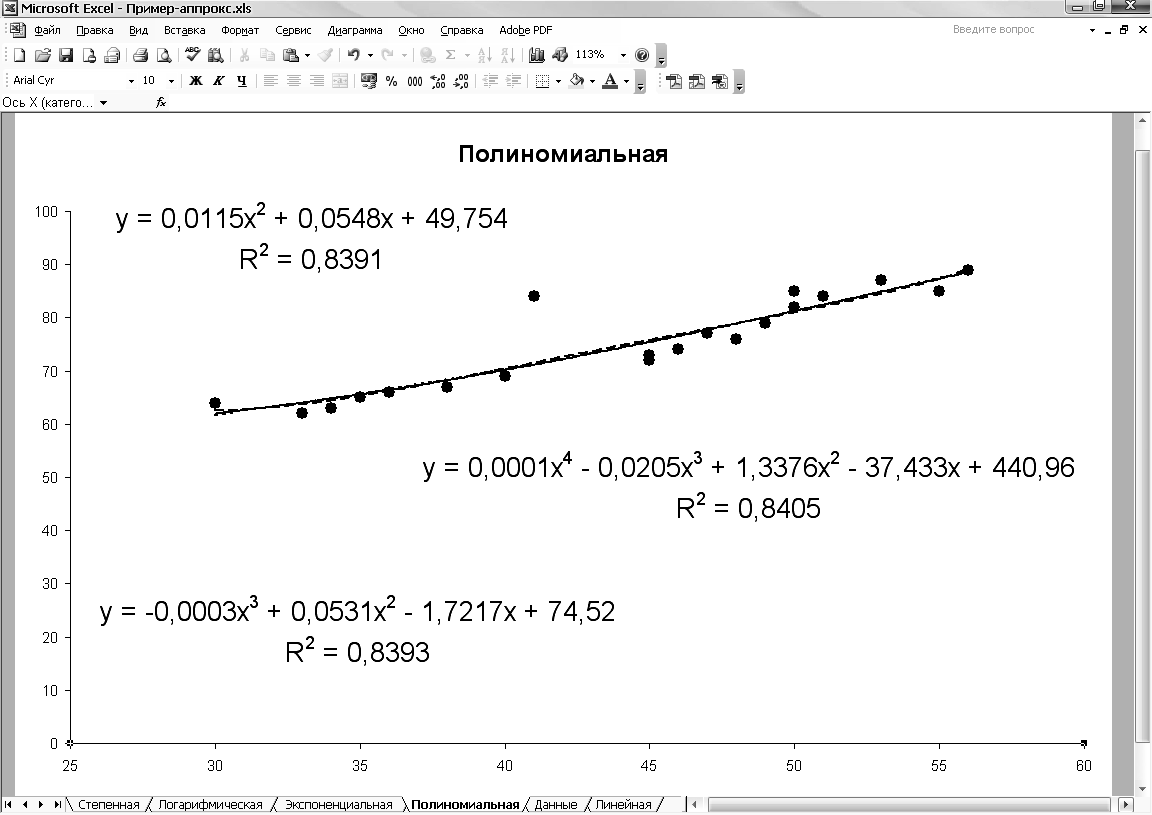 Microsoft Excel - Пример-аппрокс.xls
Файл Правка Вид Вставка Формат Сервис Диаграмма Окно Справка Adobe PDF Введите вопрос
113%
Arial Cyr 10 Ж К Ч % 000
Ось X (катего... fx
Полиномиальная
y = 0,0115x² + 0,0548x + 49,754
R² = 0,8391
y = 0,0001x⁴ - 0,0205x³ + 1,3376x² - 37,433x + 440,96
R² = 0,8405
y = -0,0003x³ + 0,0531x² - 1,7217x + 74,52
R² = 0,8393
100
90
80
70
60
50
40
30
20
10
0
25 30 35 40 45 50 55 60
Степенная Логарифмическая Экспоненциальная Полиномиальная Данные Линейная